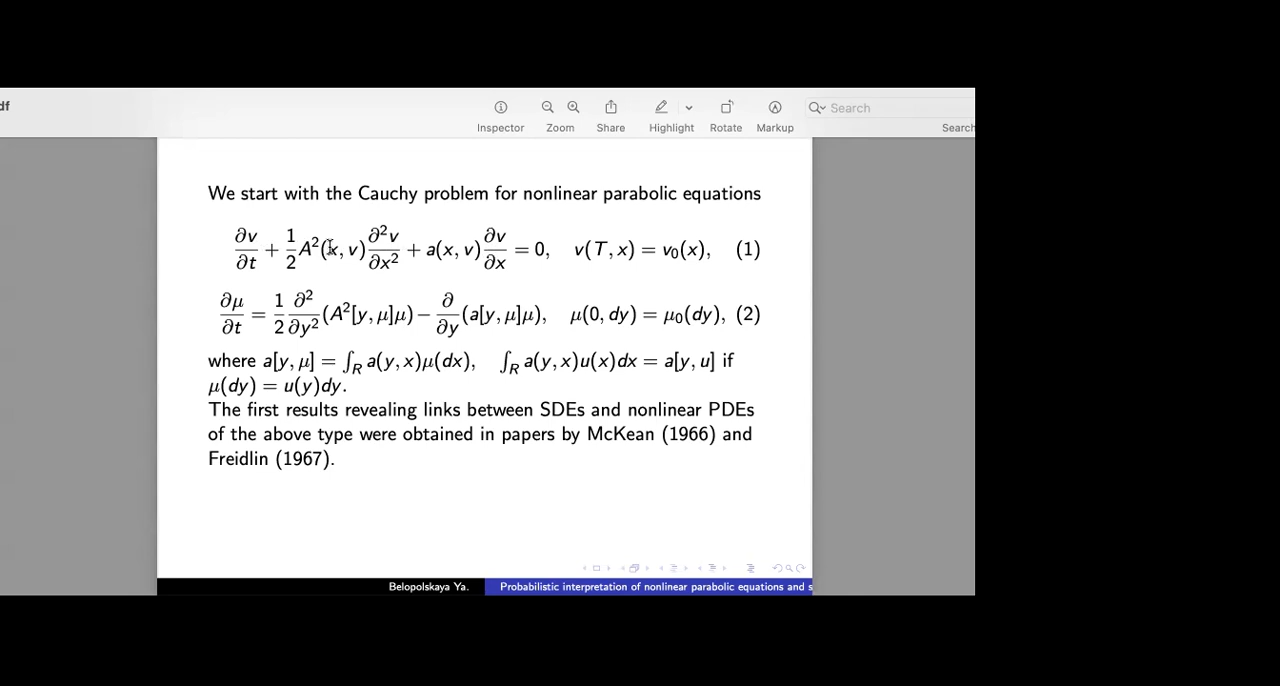 df
Search
Inspector Zoom Share Highlight Rotate Markup Search
We start with the Cauchy problem for nonlinear parabolic equations
∂v/∂t + 1/2 A²(x, v) ∂²v/∂x² + a(x, v) ∂v/∂x = 0, v(T, x) = v₀(x), (1)
∂μ/∂t = 1/2 ∂²/∂y² (A²[y, μ]μ) − ∂/∂y (a[y, μ]μ), μ(0, dy) = μ₀(dy), (2)
where a[y, μ] = ∫_R a(y, x)μ(dx), ∫_R a(y, x)u(x)dx = a[y, u] if
μ(dy) = u(y)dy.
The first results revealing links between SDEs and nonlinear PDEs
of the above type were obtained in papers by McKean (1966) and
Freidlin (1967).
Belopolskaya Ya. Probabilistic interpretation of nonlinear parabolic equations and s